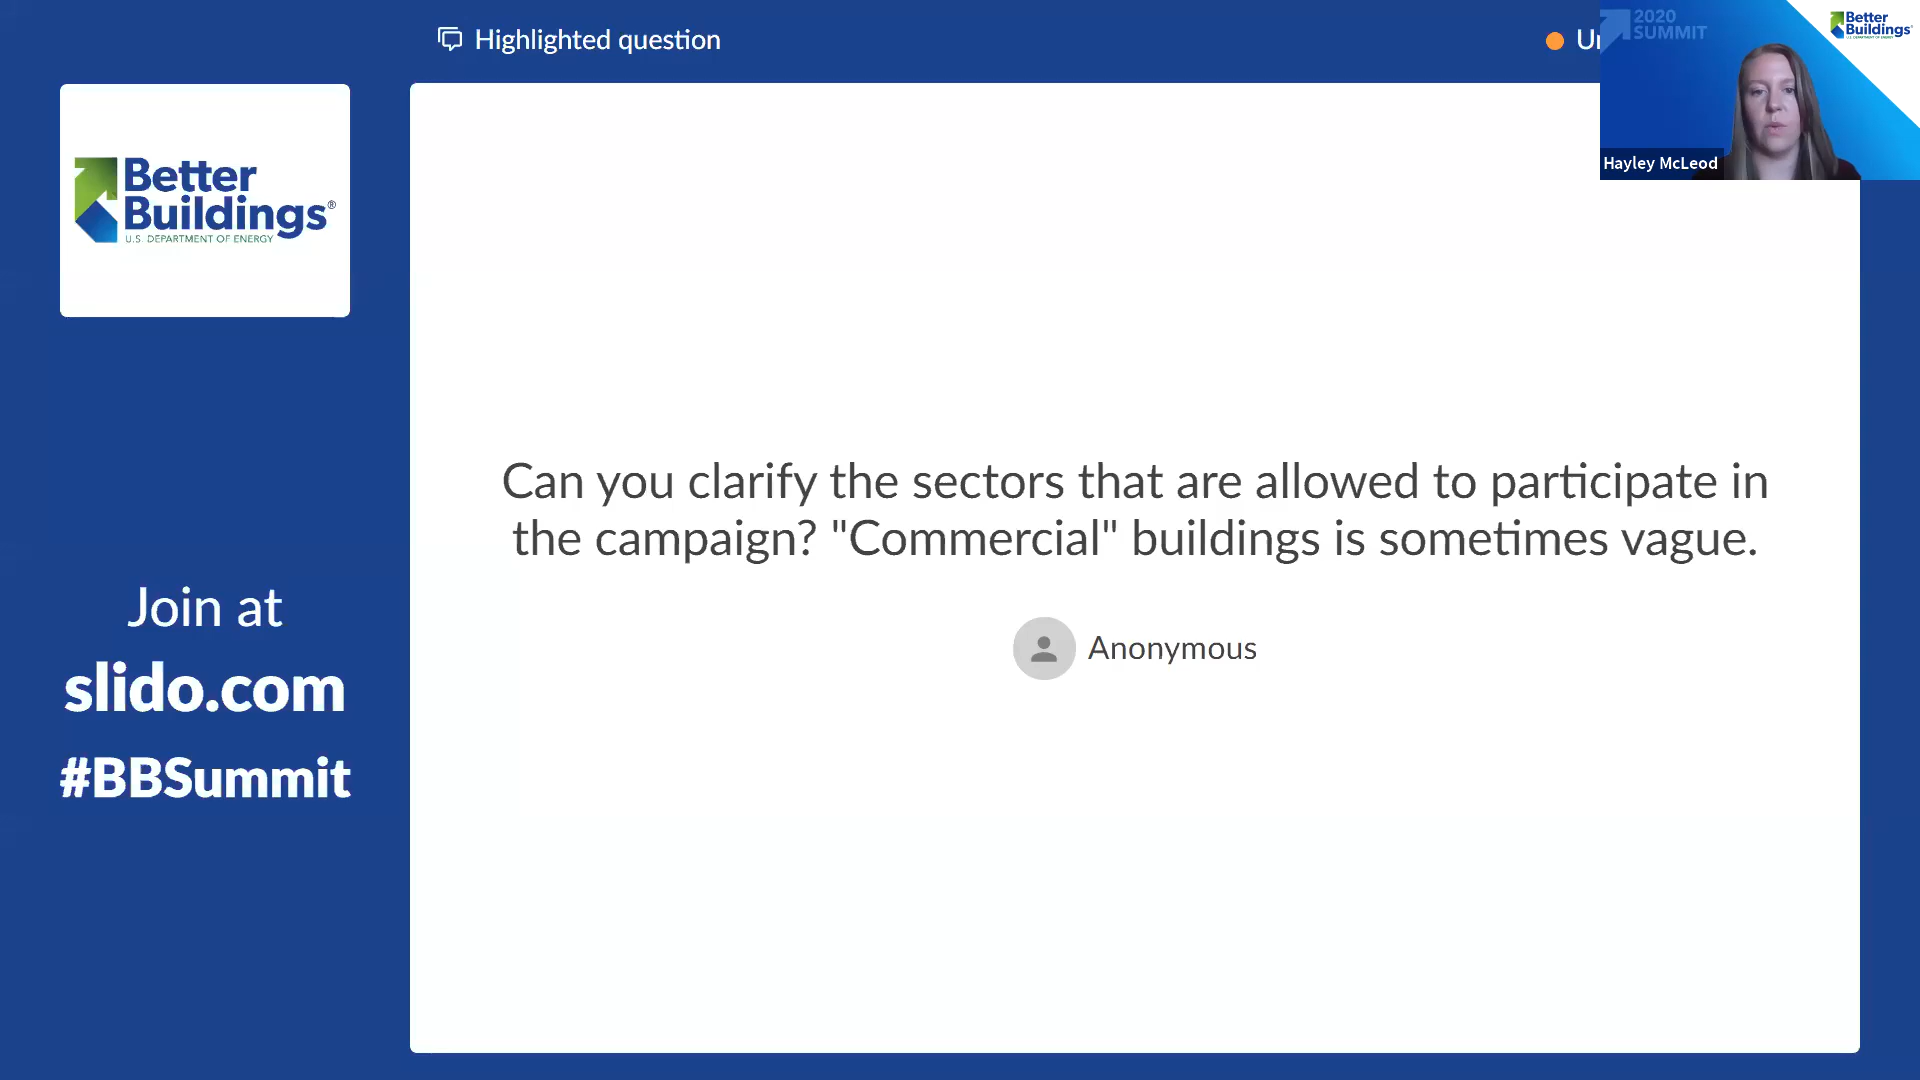 Highlighted question
2020
SUMMIT
Better
Buildings®
Hayley McLeod
Better
Buildings®
U.S. DEPARTMENT OF ENERGY
Can you clarify the sectors that are allowed to participate in
the campaign? "Commercial" buildings is sometimes vague.
Anonymous
Join at
slido.com
#BBSummit